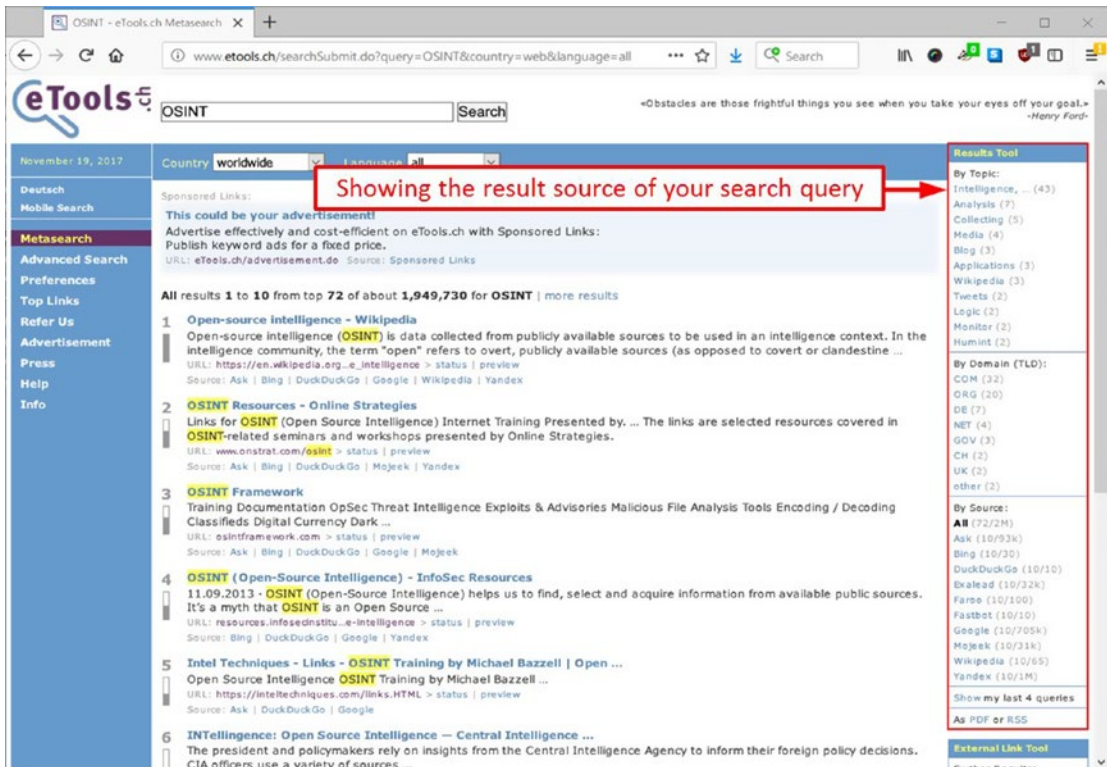 OSINT - eTools.ch Metasearch
www.etools.ch/searchSubmit.do?query=OSINT&country=web&language=all
Search
eTools.ch
OSINT
Search
«Obstacles are those frightful things you see when you take your eyes off your goal.»
-Henry Ford-
November 19, 2017
Deutsch
Mobile Search
Metasearch
Advanced Search
Preferences
Top Links
Refer Us
Advertisement
Press
Help
Info
Country worldwide Language all
Showing the result source of your search query
Sponsored Links:
This could be your advertisement!
Advertise effectively and cost-efficient on eTools.ch with Sponsored Links:
Publish keyword ads for a fixed price.
URL: eTools.ch/advertisement.do Source: Sponsored Links
All results 1 to 10 from top 72 of about 1,949,730 for OSINT | more results
1 Open-source intelligence - Wikipedia
Open-source intelligence (OSINT) is data collected from publicly available sources to be used in an intelligence context. In the
intelligence community, the term "open" refers to overt, publicly available sources (as opposed to covert or clandestine ...
URL: https://en.wikipedia.org...e_intelligence > status | preview
Source: Ask | Bing | DuckDuckGo | Google | Wikipedia | Yandex
2 OSINT Resources - Online Strategies
Links for OSINT (Open Source Intelligence) Internet Training Presented by. ... The links are selected resources covered in
OSINT-related seminars and workshops presented by Online Strategies.
URL: www.onstrat.com/osint > status | preview
Source: Ask | Bing | DuckDuckGo | Mojeek | Yandex
3 OSINT Framework
Training Documentation OpSec Threat Intelligence Exploits & Advisories Malicious File Analysis Tools Encoding / Decoding
Classifieds Digital Currency Dark ...
URL: osintframework.com > status | preview
Source: Ask | Bing | DuckDuckGo | Google | Mojeek
4 OSINT (Open-Source Intelligence) - InfoSec Resources
11.09.2013 · OSINT (Open-Source Intelligence) helps us to find, select and acquire information from available public sources.
It's a myth that OSINT is an Open Source ...
URL: resources.infosecinstitu...e-intelligence > status | preview
Source: Bing | DuckDuckGo | Google | Yandex
5 Intel Techniques - Links - OSINT Training by Michael Bazzell | Open ...
Open Source Intelligence OSINT Training by Michael Bazzell ...
URL: https://inteltechniques.com/links.HTML > status | preview
Source: Ask | DuckDuckGo | Google
6 INTellingence: Open Source Intelligence — Central Intelligence ...
The president and policymakers rely on insights from the Central Intelligence Agency to inform their foreign policy decisions.
CIA officers use a variety of sources ...
Results Tool
By Topic:
Intelligence, ... (43)
Analysis (7)
Collecting (5)
Media (4)
Blog (3)
Applications (3)
Wikipedia (3)
Tweets (2)
Logic (2)
Monitor (2)
Humint (2)
By Domain (TLD):
COM (32)
ORG (20)
DE (7)
NET (4)
GOV (3)
CH (2)
UK (2)
other (2)
By Source:
All (72/2M)
Ask (10/93k)
Bing (10/30)
DuckDuckGo (10/10)
Exalead (10/32k)
Faroo (10/100)
Fastbot (10/10)
Google (10/705k)
Mojeek (10/31k)
Wikipedia (10/65)
Yandex (10/1M)
Show my last 4 queries
As PDF or RSS
External Link Tool